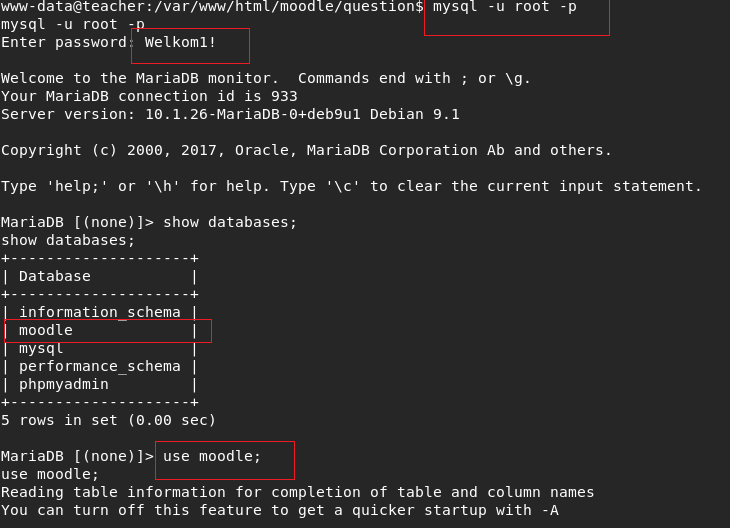 www-data@teacher:/var/www/html/moodle/question$ mysql -u root -p
mysql -u root -p
Enter password: Welkom1!
Welcome to the MariaDB monitor.  Commands end with ; or \g.
Your MariaDB connection id is 933
Server version: 10.1.26-MariaDB-0+deb9u1 Debian 9.1
Copyright (c) 2000, 2017, Oracle, MariaDB Corporation Ab and others.
Type 'help;' or '\h' for help. Type '\c' to clear the current input statement.
MariaDB [(none)]> show databases;
show databases;
+--------------------+
| Database           |
+--------------------+
| information_schema |
| moodle             |
| mysql              |
| performance_schema |
| phpmyadmin         |
+--------------------+
5 rows in set (0.00 sec)
MariaDB [(none)]> use moodle;
use moodle;
Reading table information for completion of table and column names
You can turn off this feature to get a quicker startup with -A